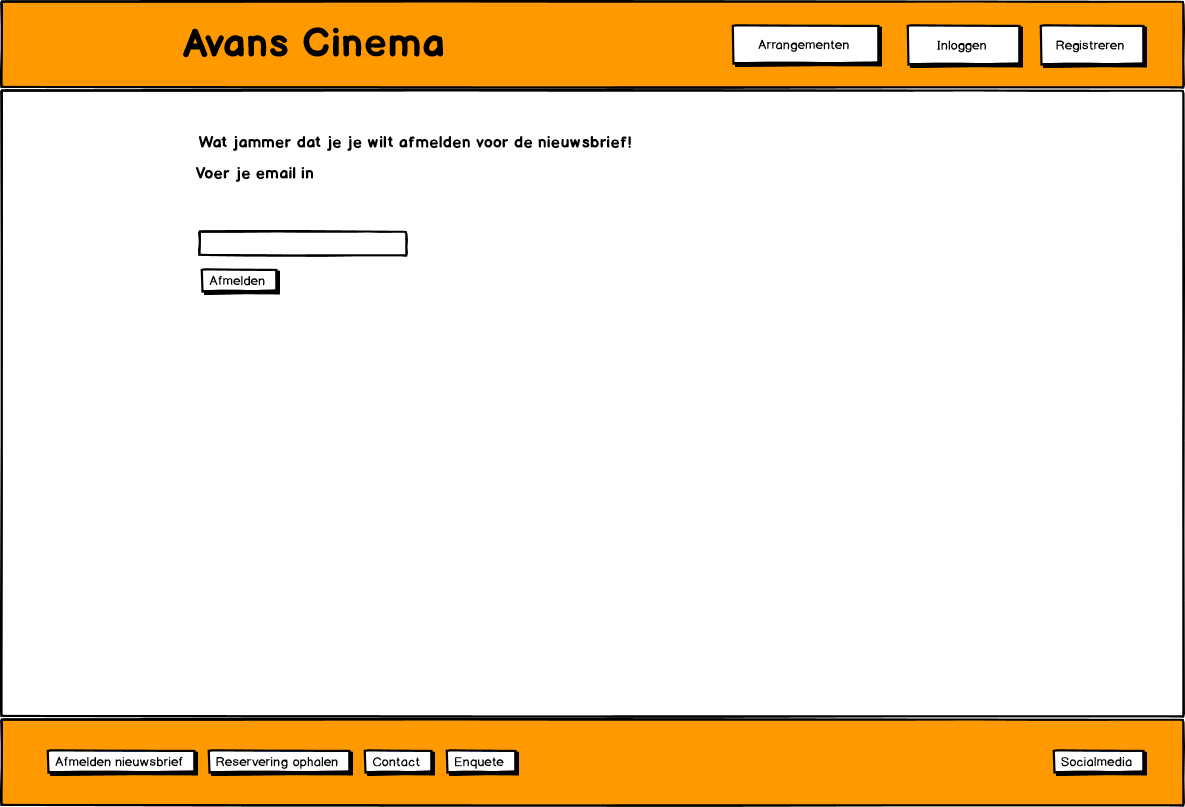 Avans Cinema
Arrangementen
Inloggen
Registreren
Wat jammer dat je je wilt afmelden voor de nieuwsbrief!
Voer je email in
Afmelden
Afmelden nieuwsbrief
Reservering ophalen
Contact
Enquete
Socialmedia